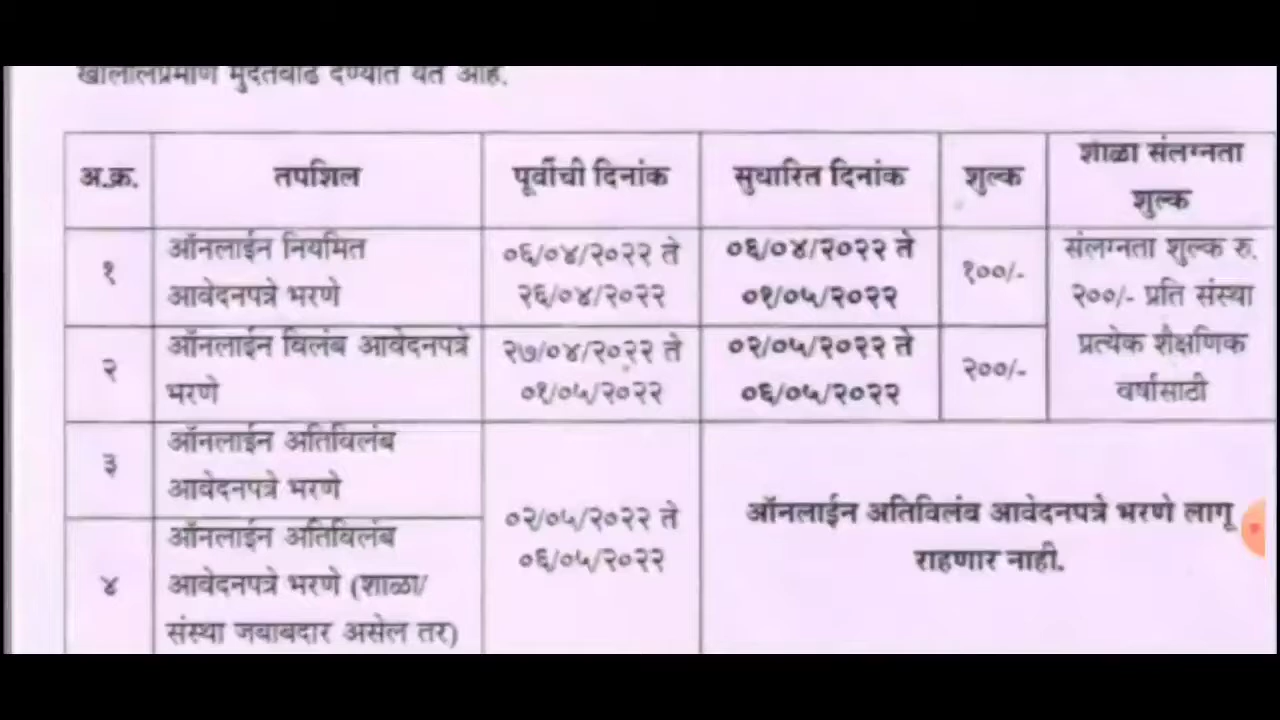 खालीलप्रमाणे मुदतवाढ देण्यात येत आहे.
अ.क्र. तपशिल पूर्वीची दिनांक सुधारित दिनांक शुल्क शाळा संलग्नता शुल्क
१ ऑनलाईन नियमित आवेदनपत्रे भरणे ०६/०४/२०२२ ते २६/०४/२०२२ ०६/०४/२०२२ ते ०१/०५/२०२२ १००/- संलग्नता शुल्क रु. २००/- प्रति संस्था प्रत्येक शैक्षणिक वर्षासाठी
२ ऑनलाईन विलंब आवेदनपत्रे भरणे २७/०४/२०२२ ते ०१/०५/२०२२ ०२/०५/२०२२ ते ०६/०५/२०२२ २००/-
३ ऑनलाईन अतिविलंब आवेदनपत्रे भरणे ०२/०५/२०२२ ते ०६/०५/२०२२ ऑनलाईन अतिविलंब आवेदनपत्रे भरणे लागू राहणार नाही.
४ ऑनलाईन अतिविलंब आवेदनपत्रे भरणे (शाळा/ संस्था जबाबदार असेल तर)